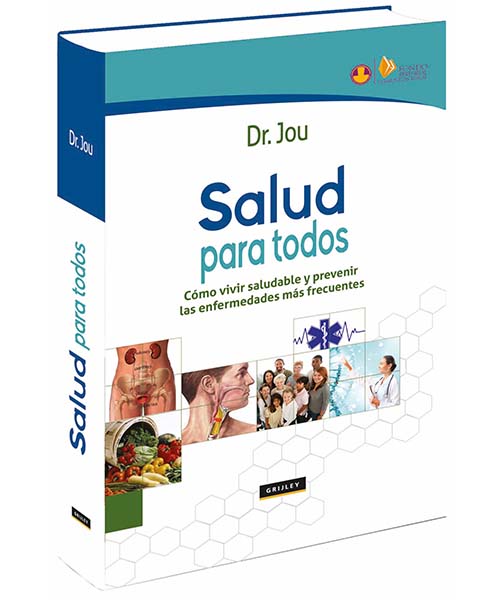 Dr. Jou
Salud
para todos
Cómo vivir saludable y prevenir
las enfermedades más frecuentes
GRIJLEY
Dr. Jou
Salud para todos
GRIJLEY